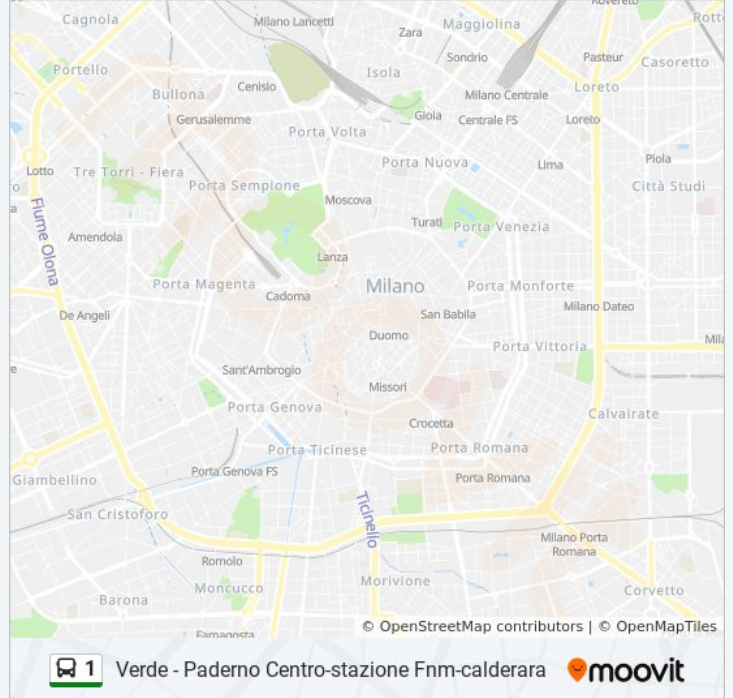 Rovereto
Cagnola
Milano Lancetti
Maggiolina
Zara
Sondrio
Pasteur
Casoretto
Portello
Isola
Loreto
Bullona
Cenisio
Milano Centrale
Gerusalemme
Gioia
Centrale FS
Loreto
Porta Volta
Lotto
Tre Torri - Fiera
Porta Nuova
Lima
Piola
Porta Sempione
Città Studi
Moscova
Fiume Olona
Turati
Porta Venezia
Amendola
Lanza
Porta Magenta
Milano
Porta Monforte
Cadorna
De Angeli
San Babila
Milano Dateo
Duomo
Porta Vittoria
Sant'Ambrogio
Missori
Porta Genova
Crocetta
Calvairate
Porta Ticinese
Porta Romana
Giambellino
Porta Genova FS
Porta Romana
San Cristoforo
Ticinello
Milano Porta
Romana
Romolo
Moncucco
Morivione
Corvetto
Barona
Famagosta
© OpenStreetMap contributors | © OpenMapTiles
1 Verde - Paderno Centro-stazione Fnm-calderara
moovit